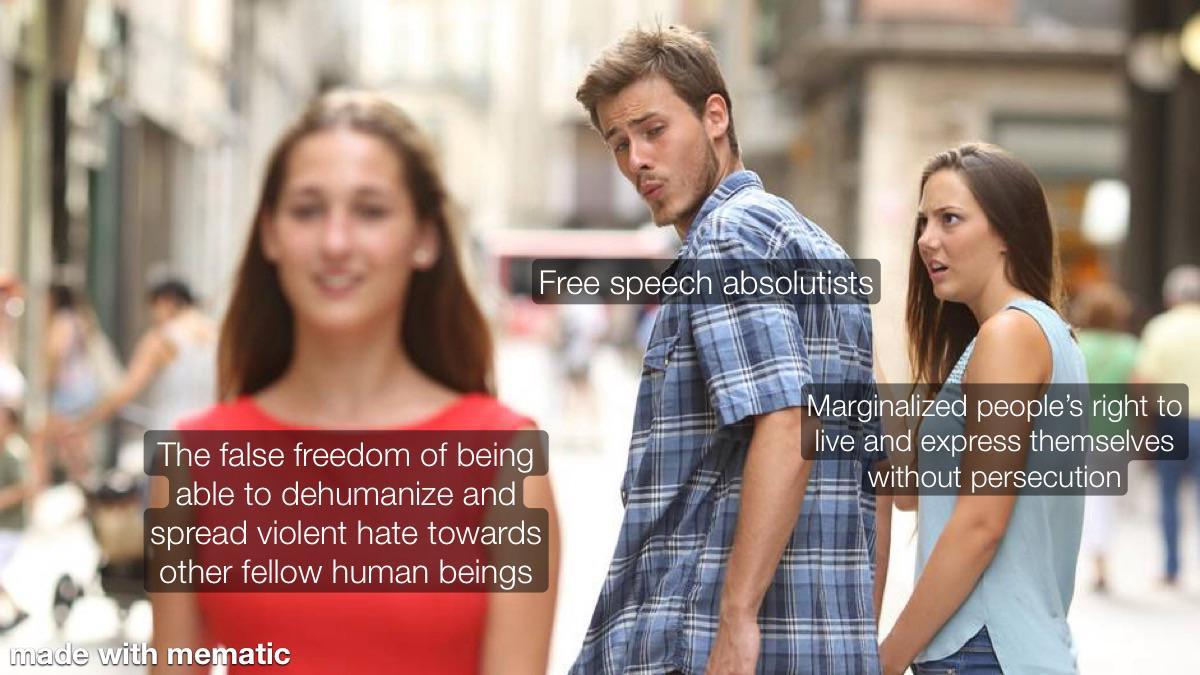 Free speech absolutists
The false freedom of being
able to dehumanize and
spread violent hate towards
other fellow human beings
Marginalized people’s right to
live and express themselves
without persecution
made with mematic